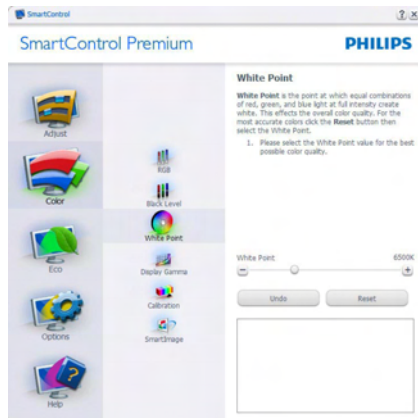 SmartControl
SmartControl Premium
PHILIPS
Adjust
Color
Eco
Options
Help
RGB
Black Level
White Point
Display Gamma
Calibration
SmartImage
White Point
White Point is the point at which equal combinations
of red, green, and blue light at full intensity create
white. This effects the overall color quality. For the
most accurate colors click the Reset button then
select the White Point.
1. Please select the White Point value for the best
possible color quality.
White Point 6500K
Undo Reset